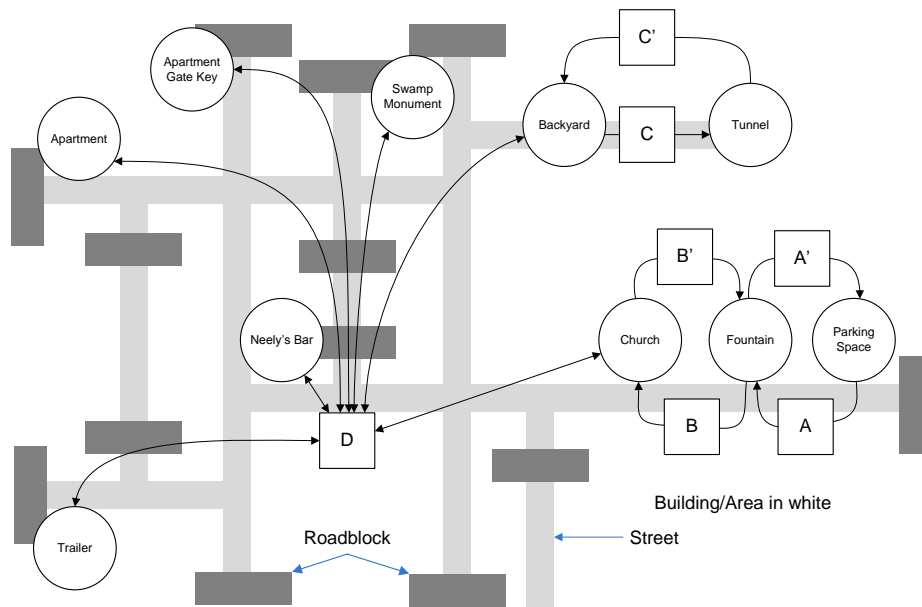 C'
Apartment
Gate Key
Swamp
Monument
Backyard
C
Tunnel
Apartment
B'
A'
Neely's Bar
Church
Fountain
Parking
Space
D
B
A
Building/Area in white
Roadblock
Street
Trailer